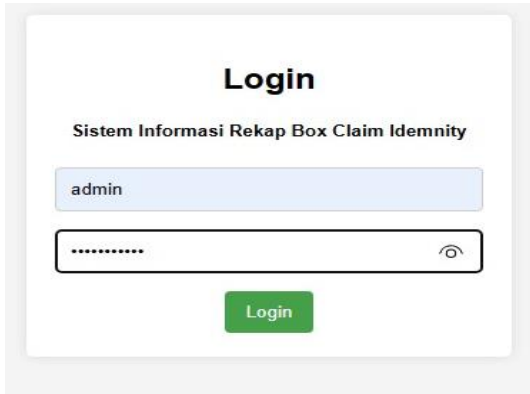 Login
Sistem Informasi Rekap Box Claim Idemnity
admin
•••••••••••
Login